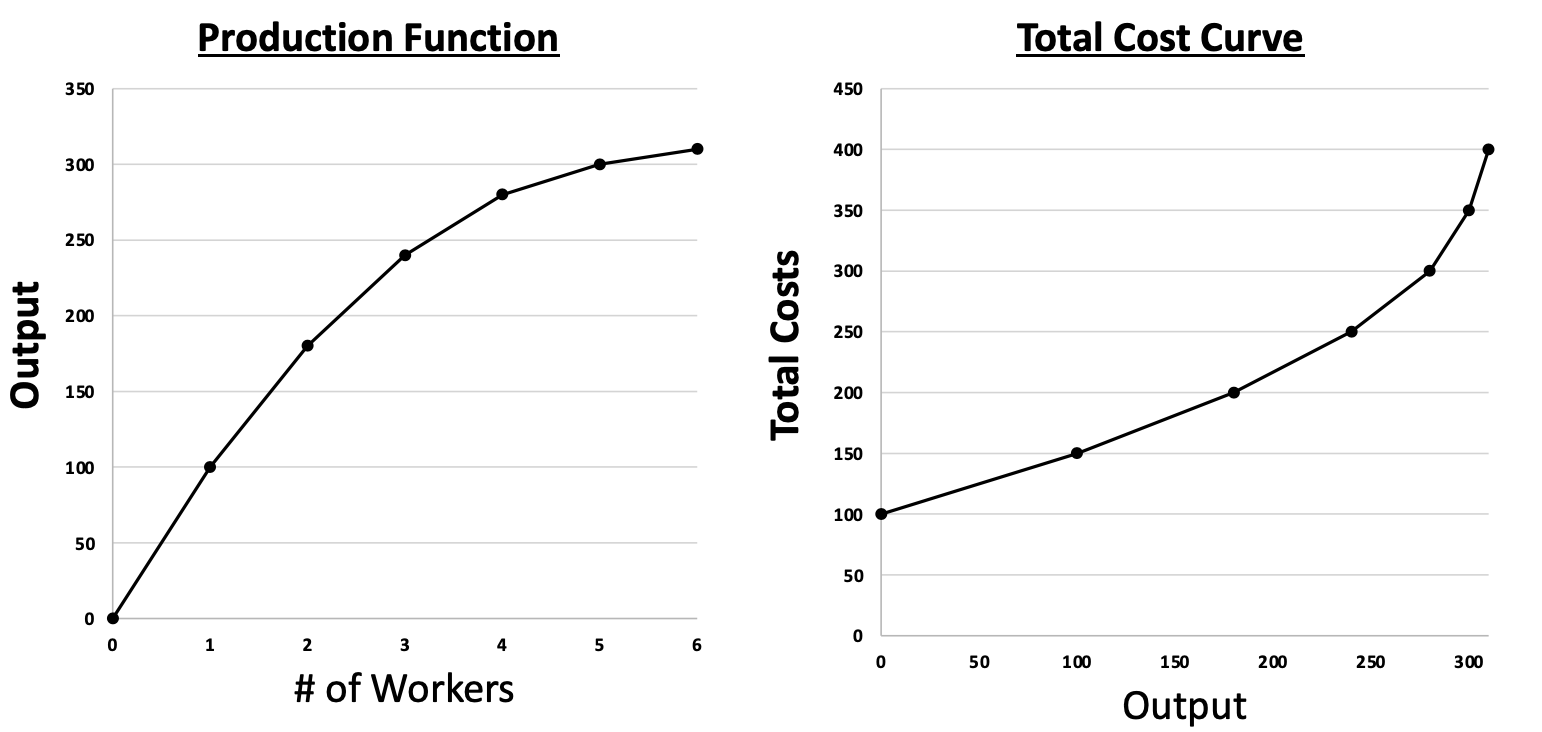 Production Function
350
300
250
200
150
100
50
0
0 1 2 3 4 5 6
Output
# of Workers
Total Cost Curve
450
400
350
300
250
200
150
100
50
0
0 50 100 150 200 250 300
Total Costs
Output